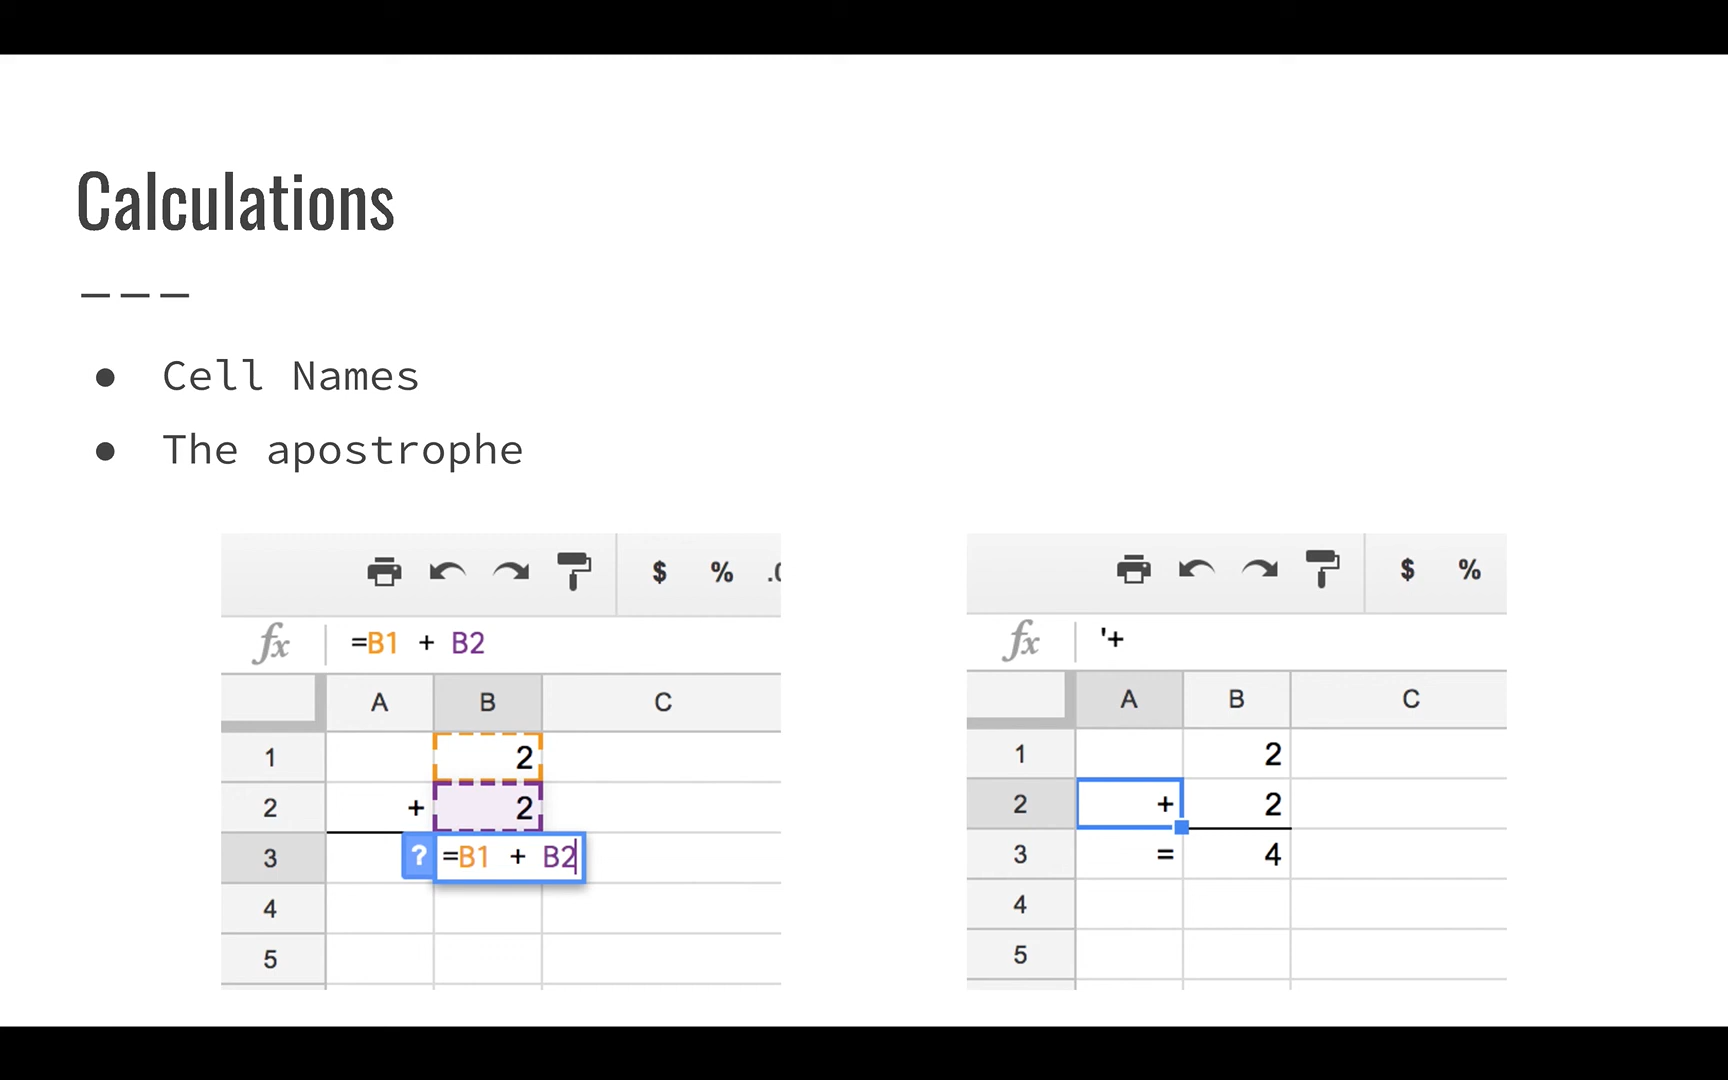 Calculations
● Cell Names
● The apostrophe
$ % .0
fx =B1 + B2
A B C
1 2
2 + 2
3 ? =B1 + B2
4
5
$ %
fx '+
A B C
1 2
2 + 2
3 = 4
4
5